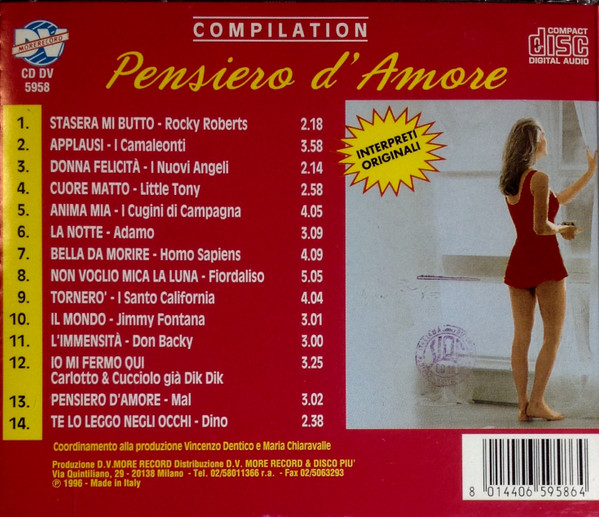 COMPILATION
DV
MORE RECORD
CD DV
5958
Pensiero d'Amore
COMPACT
disc
DIGITAL AUDIO
1. STASERA MI BUTTO - Rocky Roberts 2.18
2. APPLAUSI - I Camaleonti 3.58
3. DONNA FELICITÀ - I Nuovi Angeli 2.14
4. CUORE MATTO - Little Tony 2.58
5. ANIMA MIA - I Cugini di Campagna 4.05
6. LA NOTTE - Adamo 3.09
7. BELLA DA MORIRE - Homo Sapiens 4.09
8. NON VOGLIO MICA LA LUNA - Fiordaliso 5.05
9. TORNERO' - I Santo California 4.04
10. IL MONDO - Jimmy Fontana 3.01
11. L'IMMENSITÀ - Don Backy 3.00
12. IO MI FERMO QUI 3.25
Carlotto & Cucciolo già Dik Dik
13. PENSIERO D'AMORE - Mal 3.02
14. TE LO LEGGO NEGLI OCCHI - Dino 2.38
INTERPRETI
ORIGINALI
Coordinamento alla produzione Vincenzo Dentico e Maria Chiaravalle
Produzione D.V. MORE RECORD Distribuzione D.V. MORE RECORD & DISCO PIU'
Via Quintiliano, 29 - 20138 Milano - Tel. 02/58011366 r.a. - Fax 02/5063293
℗ 1996 - Made in Italy
8 014406 595864